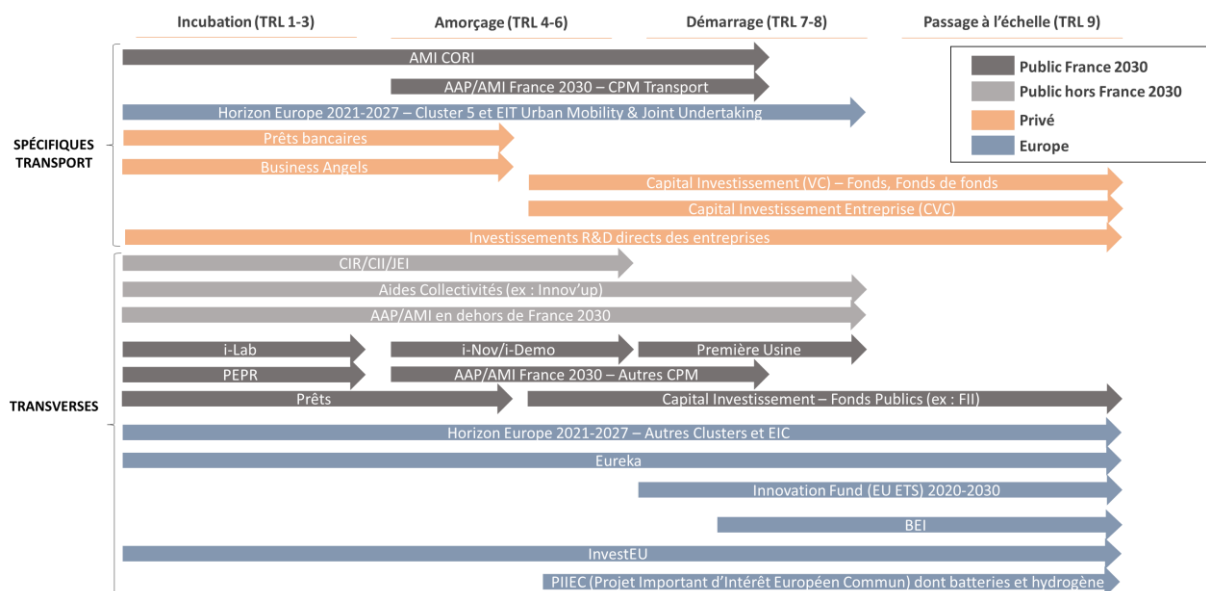 Incubation (TRL 1-3)
Amorçage (TRL 4-6)
Démarrage (TRL 7-8)
Passage à l'échelle (TRL 9)
Public France 2030
Public hors France 2030
Privé
Europe
SPÉCIFIQUES
TRANSPORT
AMI CORI
AAP/AMI France 2030 – CPM Transport
Horizon Europe 2021-2027 – Cluster 5 et EIT Urban Mobility & Joint Undertaking
Prêts bancaires
Business Angels
Capital Investissement (VC) – Fonds, Fonds de fonds
Capital Investissement Entreprise (CVC)
Investissements R&D directs des entreprises
TRANSVERSES
CIR/CII/JEI
Aides Collectivités (ex : Innov'up)
AAP/AMI en dehors de France 2030
i-Lab
i-Nov/i-Demo
Première Usine
PEPR
AAP/AMI France 2030 – Autres CPM
Prêts
Capital Investissement – Fonds Publics (ex : FII)
Horizon Europe 2021-2027 – Autres Clusters et EIC
Eureka
Innovation Fund (EU ETS) 2020-2030
BEI
InvestEU
PIIEC (Projet Important d'Intérêt Européen Commun) dont batteries et hydrogène